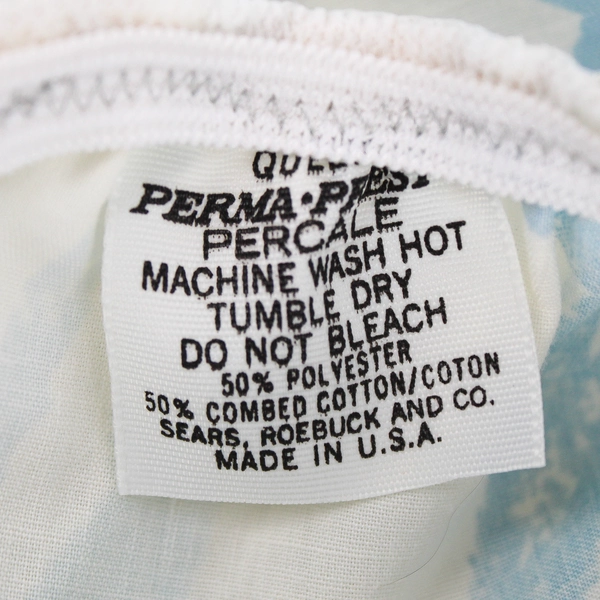 PERMA·PREST
PERCALE
MACHINE WASH HOT
TUMBLE DRY
DO NOT BLEACH
50% POLYESTER
50% COMBED COTTON/COTON
SEARS, ROEBUCK AND CO.
MADE IN U.S.A.